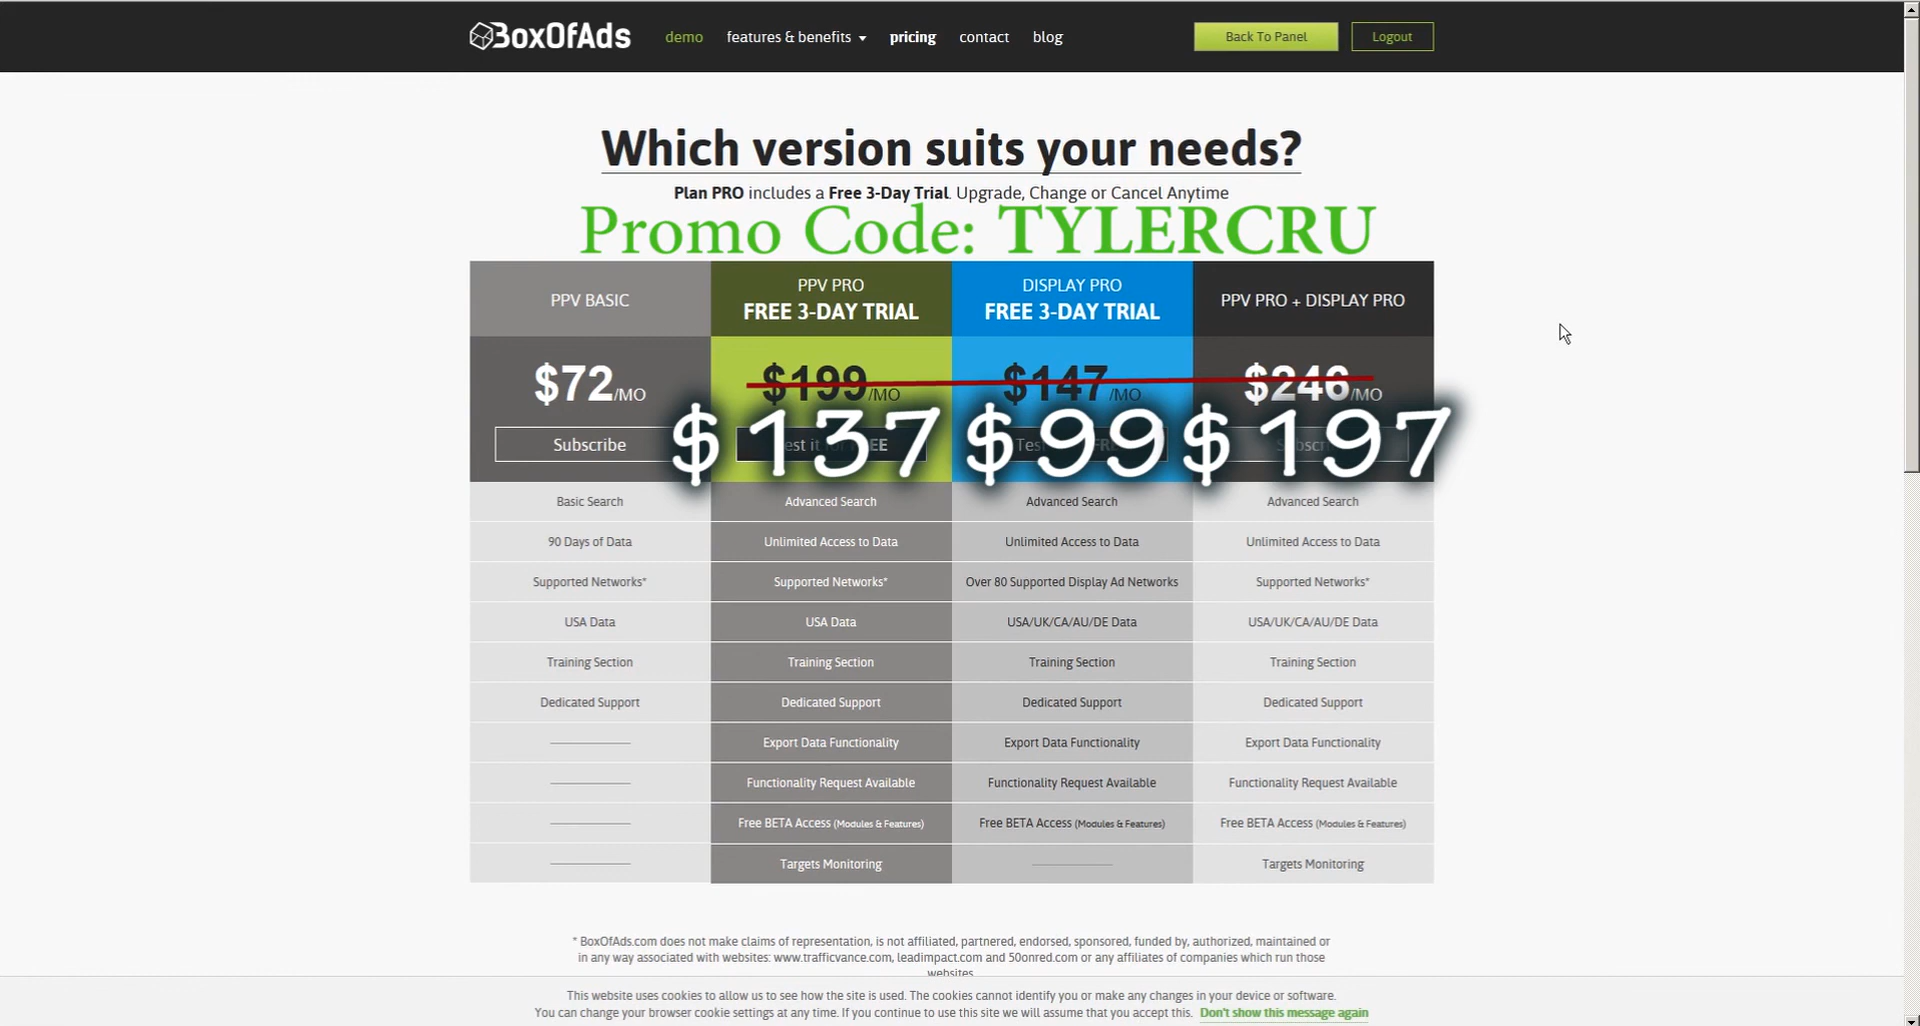 BoxOfAds demo features & benefits pricing contact blog Back To Panel Logout
Which version suits your needs?
Plan PRO includes a Free 3-Day Trial. Upgrade, Change or Cancel Anytime
Promo Code: TYLERCRU
PPV BASIC
PPV PRO
FREE 3-DAY TRIAL
DISPLAY PRO
FREE 3-DAY TRIAL
PPV PRO + DISPLAY PRO
$72/MO $199/MO $147/MO $246/MO
$137 $99 $197
Subscribe
Basic Search Advanced Search Advanced Search Advanced Search
90 Days of Data Unlimited Access to Data Unlimited Access to Data Unlimited Access to Data
Supported Networks* Supported Networks* Over 80 Supported Display Ad Networks Supported Networks*
USA Data USA Data USA/UK/CA/AU/DE Data USA/UK/CA/AU/DE Data
Training Section Training Section Training Section Training Section
Dedicated Support Dedicated Support Dedicated Support Dedicated Support
Export Data Functionality Export Data Functionality Export Data Functionality
Functionality Request Available Functionality Request Available Functionality Request Available
Free BETA Access (Modules & Features) Free BETA Access (Modules & Features) Free BETA Access (Modules & Features)
Targets Monitoring Targets Monitoring
* BoxOfAds.com does not make claims of representation, is not affiliated, partnered, endorsed, sponsored, funded by, authorized, maintained or
in any way associated with websites: www.trafficvance.com, leadimpact.com and 50onred.com or any affiliates of companies which run those
websites.
This website uses cookies to allow us to see how the site is used. The cookies cannot identify you or make any changes in your device or software.
You can change your browser cookie settings at any time. If you continue to use this site we will assume that you accept this. Don't show this message again